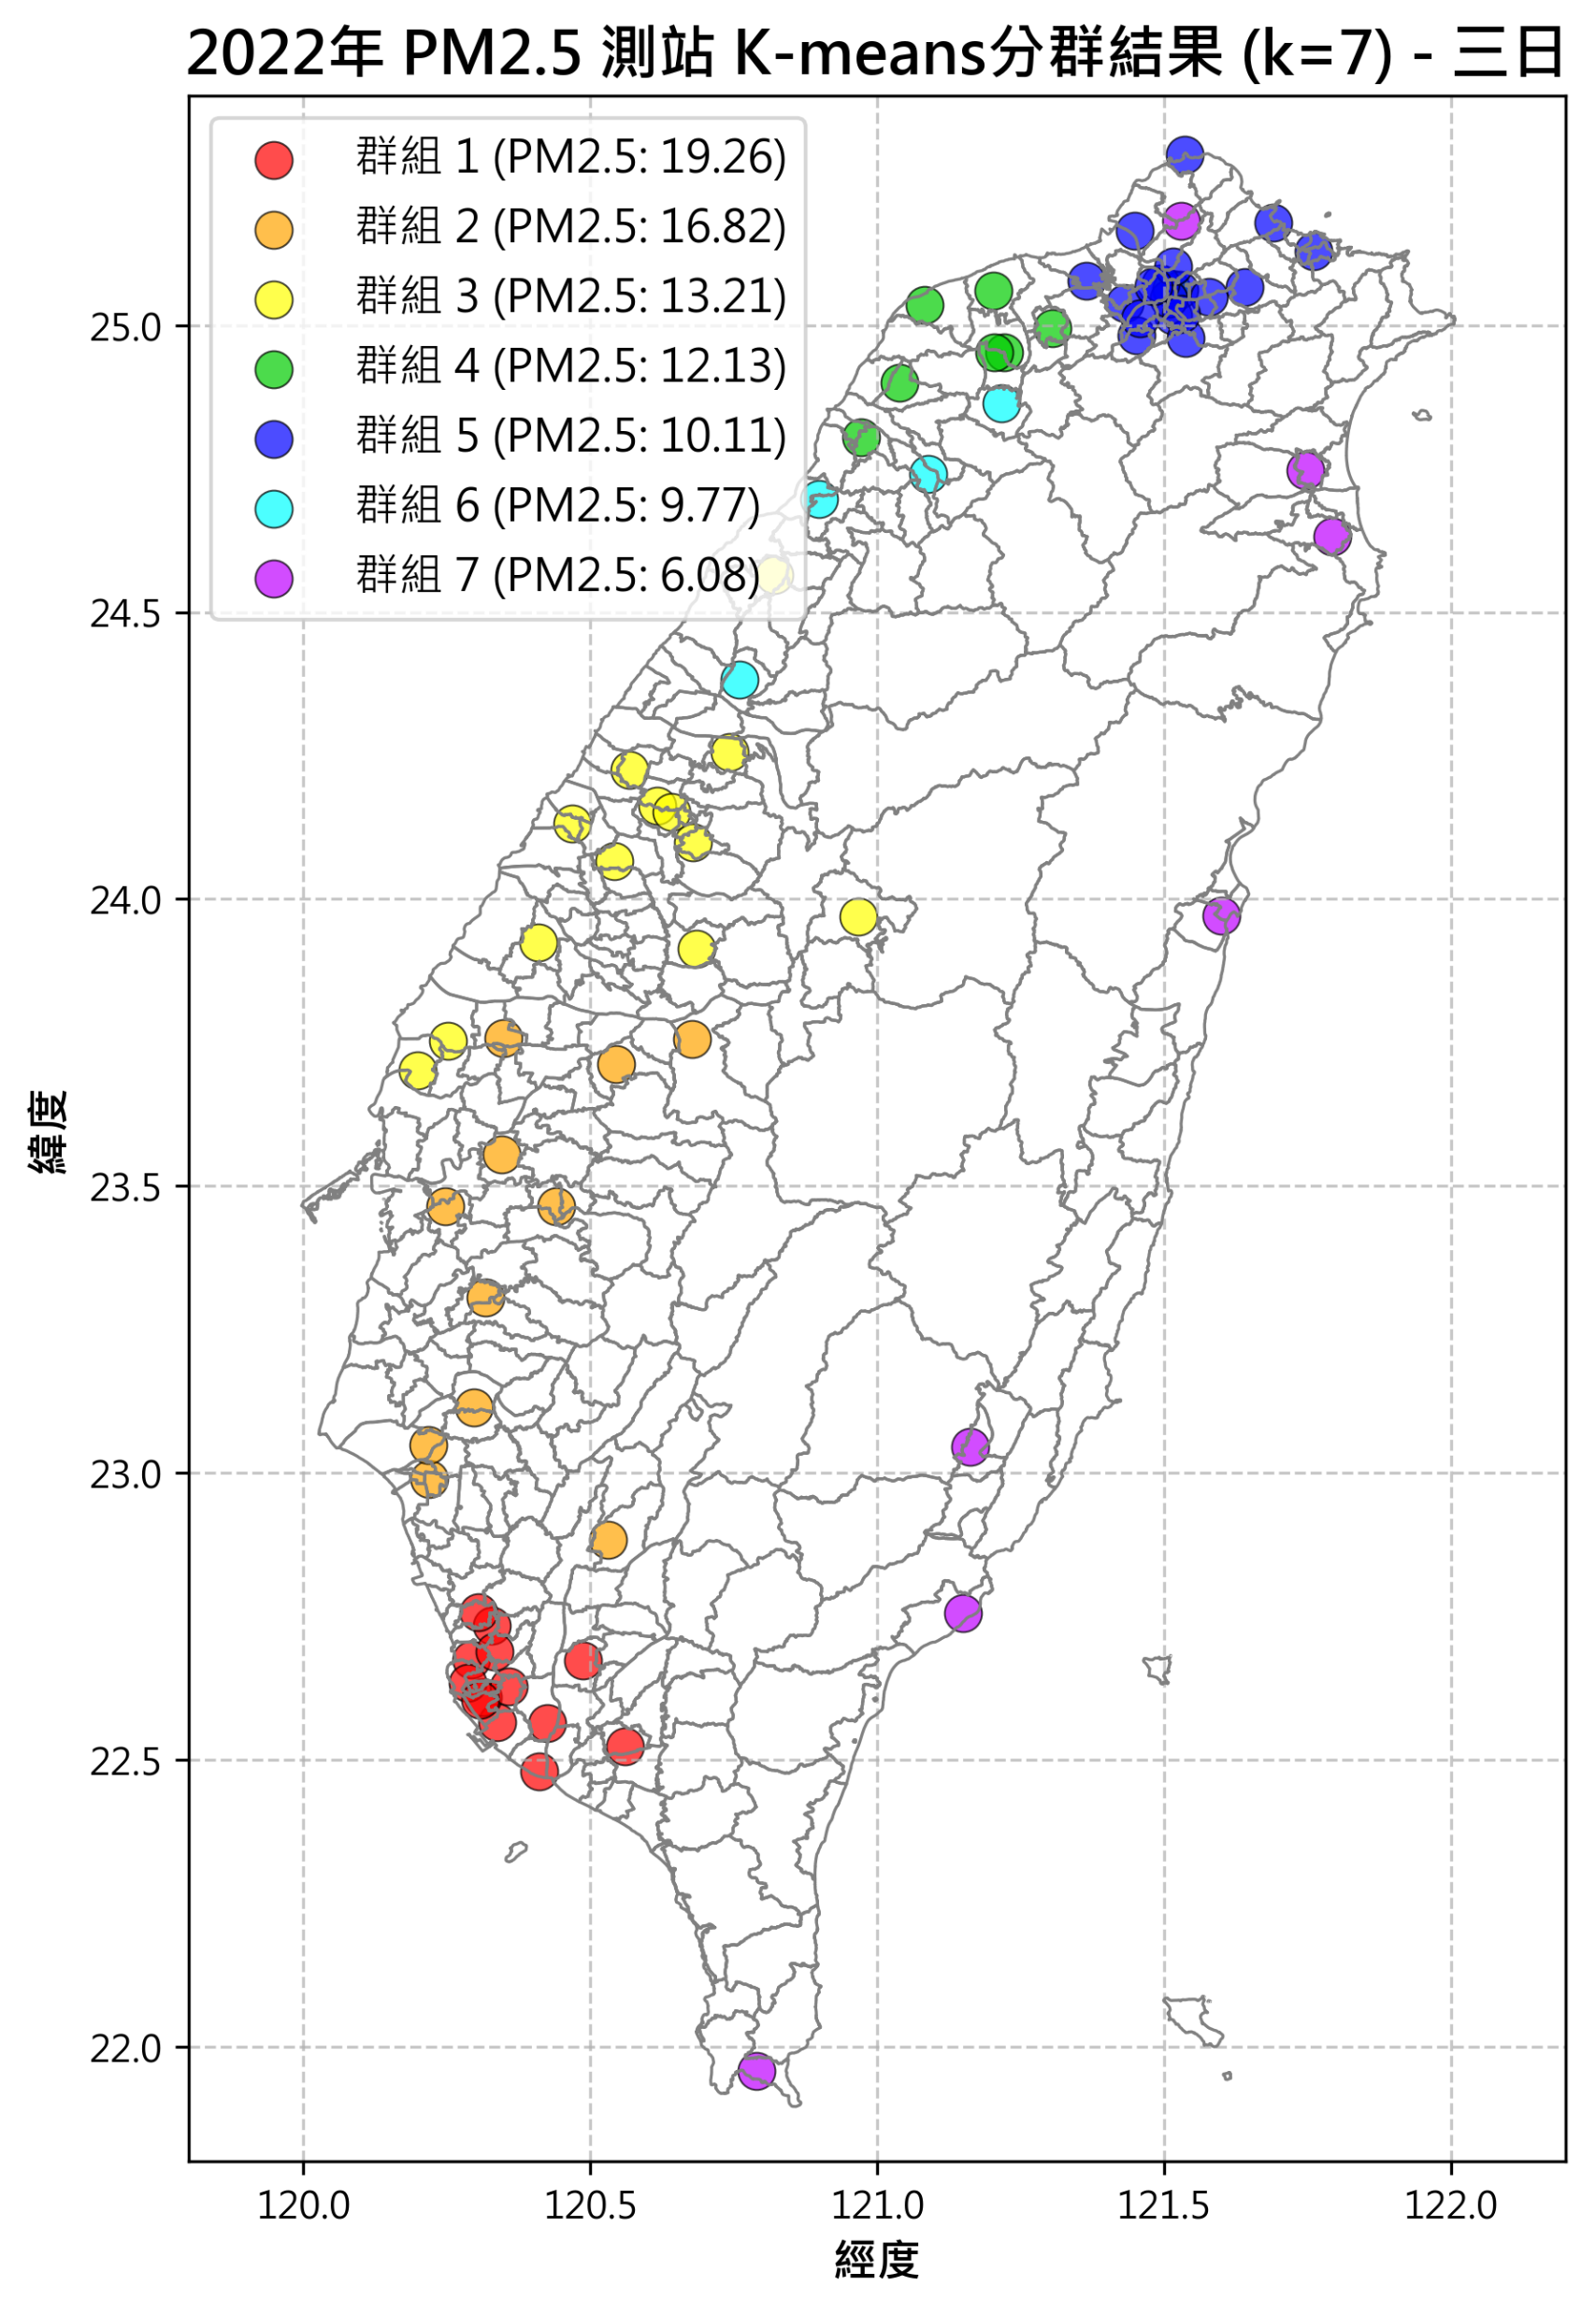 2022年 PM2.5 測站 K-means分群結果 (k=7) - 三日
群組 1 (PM2.5: 19.26)
群組 2 (PM2.5: 16.82)
群組 3 (PM2.5: 13.21)
群組 4 (PM2.5: 12.13)
群組 5 (PM2.5: 10.11)
群組 6 (PM2.5: 9.77)
群組 7 (PM2.5: 6.08)
25.0
24.5
24.0
23.5
23.0
22.5
22.0
緯度
120.0 120.5 121.0 121.5 122.0
經度